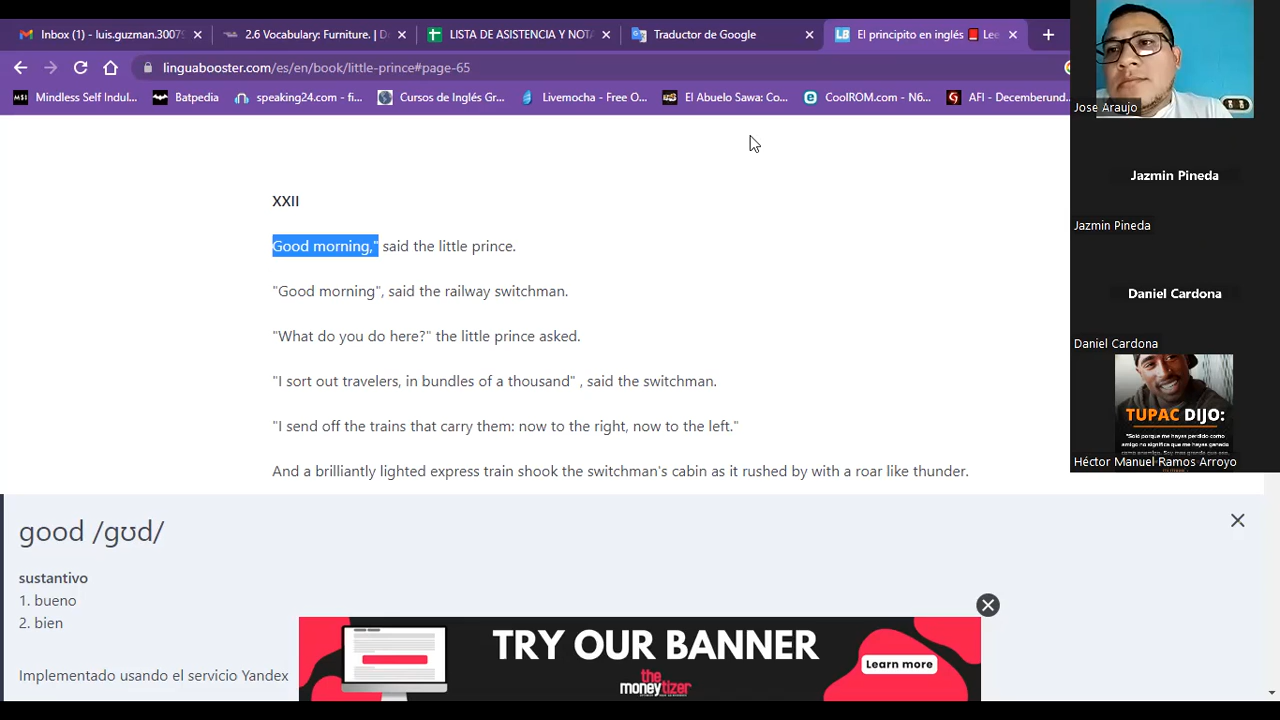 Inbox (1) - luis.guzman.3007
2.6 Vocabulary: Furniture. | D
LISTA DE ASISTENCIA Y NOTA
Traductor de Google
El principito en inglés 📕 Lee
linguabooster.com/es/en/book/little-prince#page-65
Mindless Self Indul...
Batpedia
speaking24.com - fi...
Cursos de Inglés Gr...
Livemocha - Free O...
El Abuelo Sawa: Co...
CoolROM.com - N6...
AFI - Decemberund
XXII
Good morning," said the little prince.
"Good morning", said the railway switchman.
"What do you do here?" the little prince asked.
"I sort out travelers, in bundles of a thousand" , said the switchman.
"I send off the trains that carry them: now to the right, now to the left."
And a brilliantly lighted express train shook the switchman's cabin as it rushed by with a roar like thunder.
good /ɡʊd/
sustantivo
1. bueno
2. bien
Implementado usando el servicio Yandex
TRY OUR BANNER
the
moneytizer
Learn more
Jose Araujo
Jazmin Pineda
Jazmin Pineda
Daniel Cardona
Daniel Cardona
TUPAC DIJO:
Héctor Manuel Ramos Arroyo